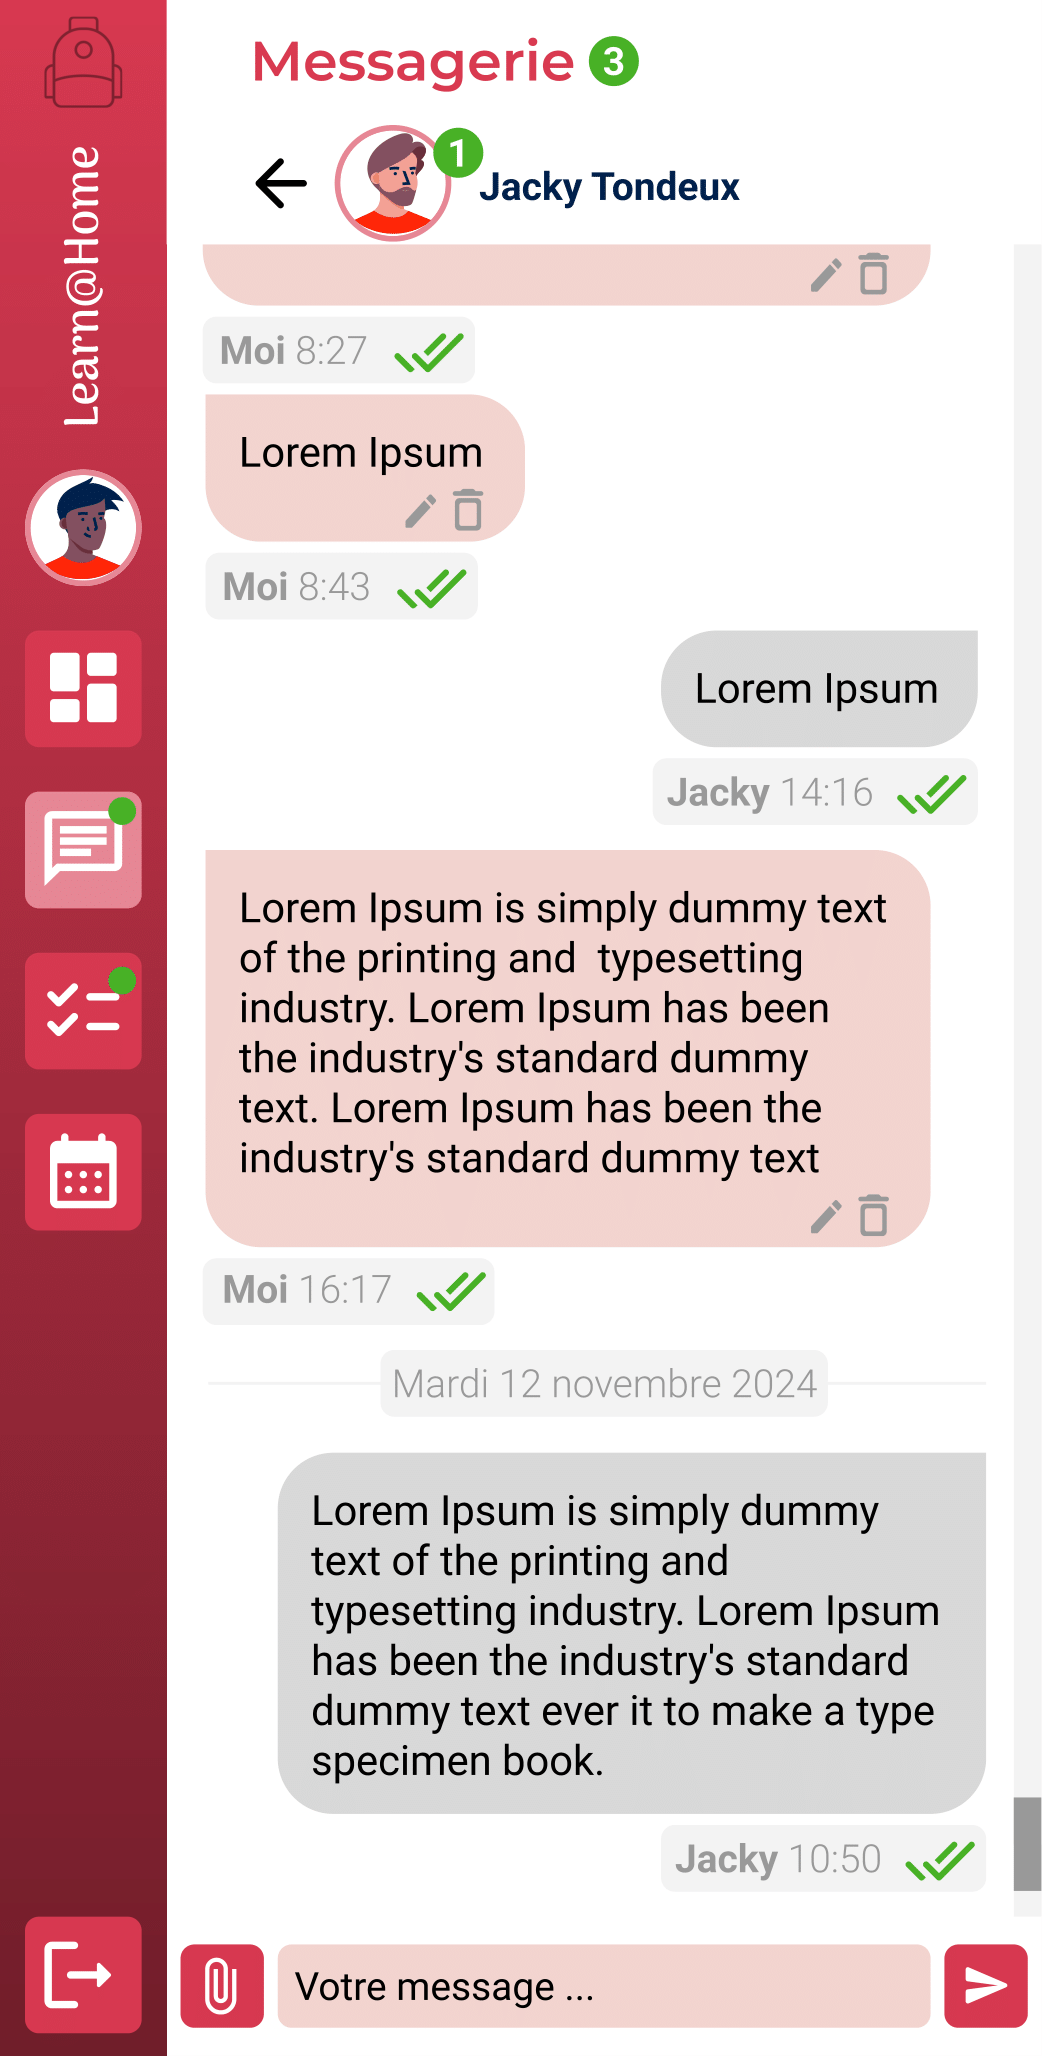 Learn@Home
Messagerie 3
1
Jacky Tondeux
Moi 8:27
Lorem Ipsum
Moi 8:43
Lorem Ipsum
Jacky 14:16
Lorem Ipsum is simply dummy text
of the printing and  typesetting
industry. Lorem Ipsum has been
the industry's standard dummy
text. Lorem Ipsum has been the
industry's standard dummy text
Moi 16:17
Mardi 12 novembre 2024
Lorem Ipsum is simply dummy
text of the printing and
typesetting industry. Lorem Ipsum
has been the industry's standard
dummy text ever it to make a type
specimen book.
Jacky 10:50
Votre message ...